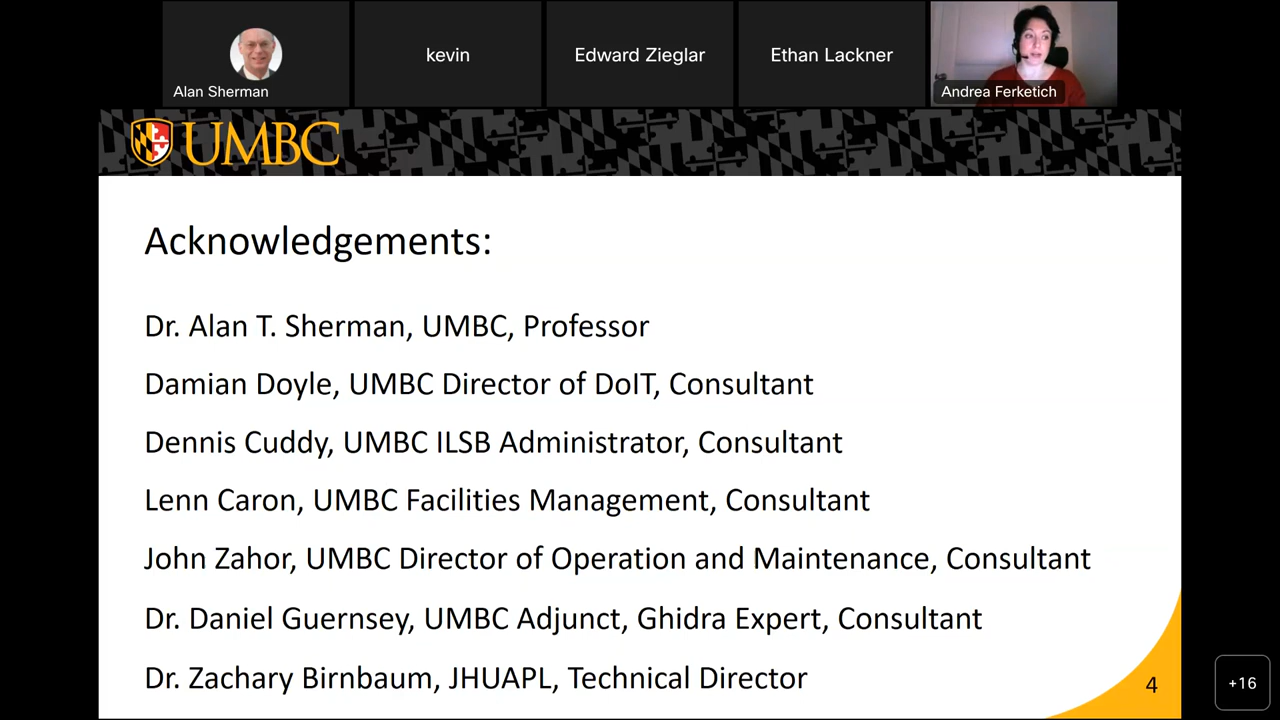 Alan Sherman
kevin
Edward Zieglar
Ethan Lackner
Andrea Ferketich
UMBC
Acknowledgements:
Dr. Alan T. Sherman, UMBC, Professor
Damian Doyle, UMBC Director of DoIT, Consultant
Dennis Cuddy, UMBC ILSB Administrator, Consultant
Lenn Caron, UMBC Facilities Management, Consultant
John Zahor, UMBC Director of Operation and Maintenance, Consultant
Dr. Daniel Guernsey, UMBC Adjunct, Ghidra Expert, Consultant
Dr. Zachary Birnbaum, JHUAPL, Technical Director
4
+16